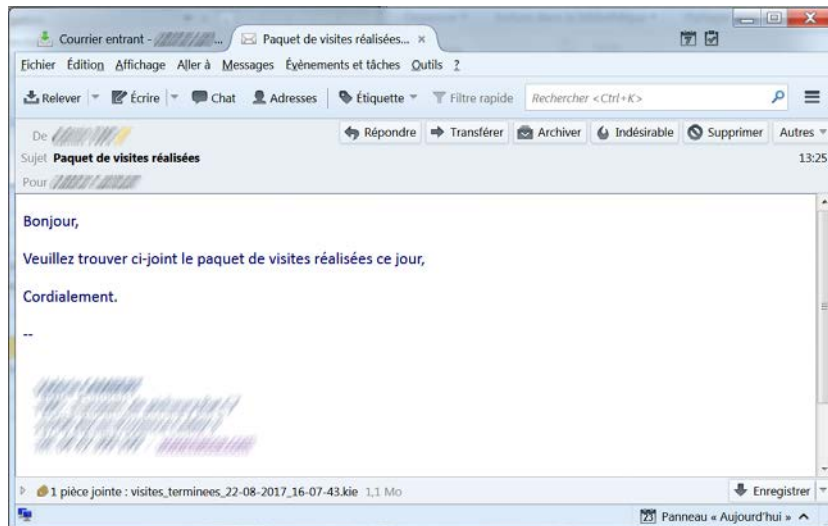 Courrier entrant -
Paquet de visites réalisées... ×
Fichier Édition Affichage Aller à Messages Évènements et tâches Outils ?
Relever Écrire Chat Adresses Étiquette Filtre rapide Rechercher <Ctrl+K>
De Répondre Transférer Archiver Indésirable Supprimer Autres
Sujet Paquet de visites réalisées 13:25
Pour
Bonjour,
Veuillez trouver ci-joint le paquet de visites réalisées ce jour,
Cordialement.
--
1 pièce jointe : visites_terminees_22-08-2017_16-07-43.kie 1,1 Mo Enregistrer
23 Panneau « Aujourd'hui »